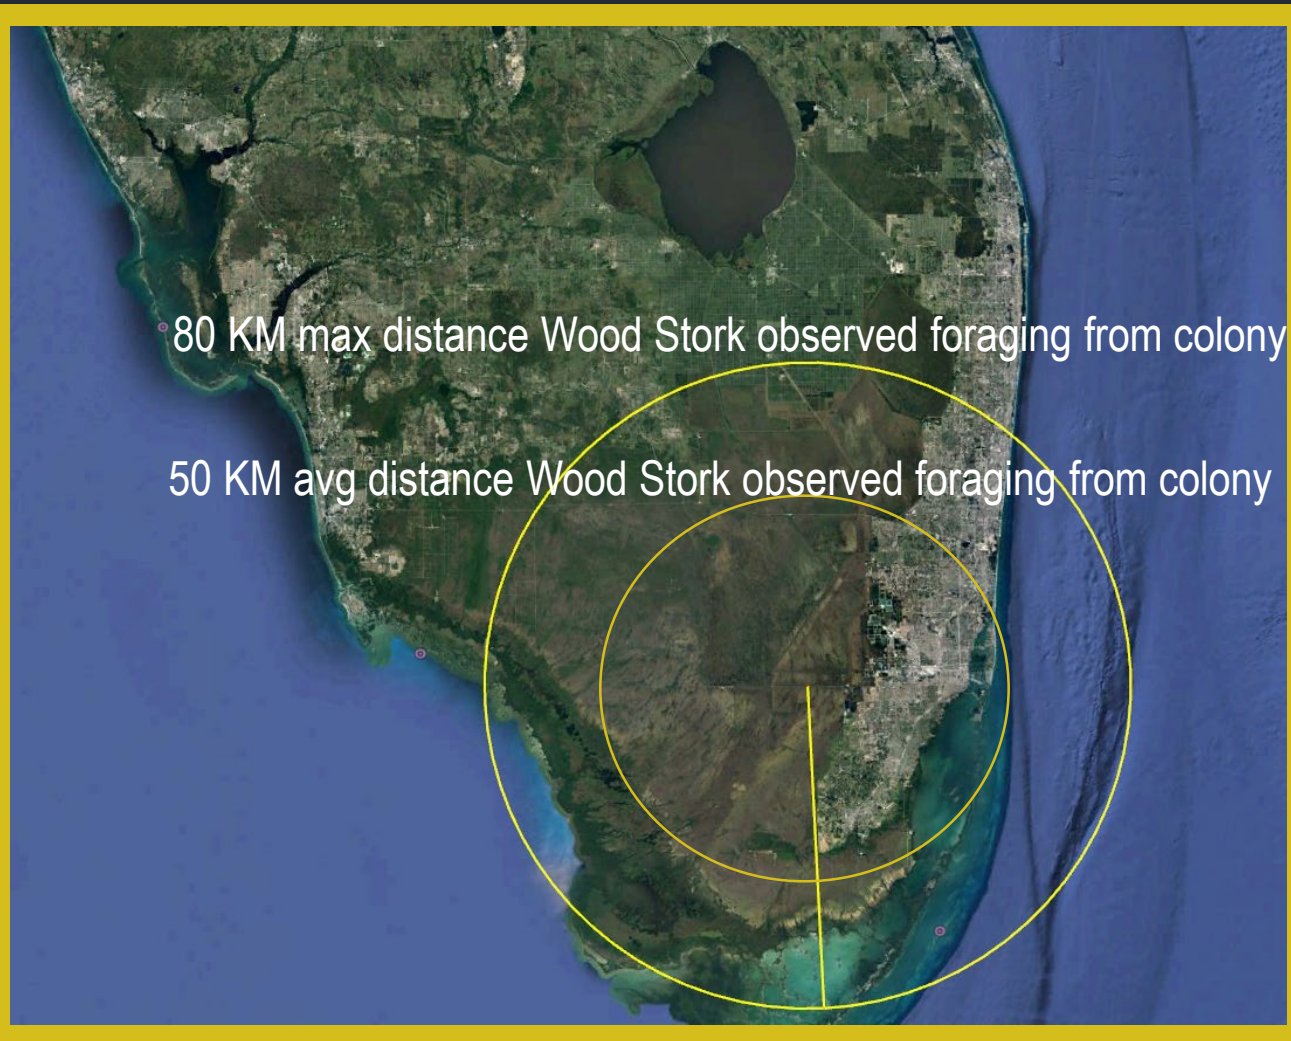 80 KM max distance Wood Stork observed foraging from colony
50 KM avg distance Wood Stork observed foraging from colony